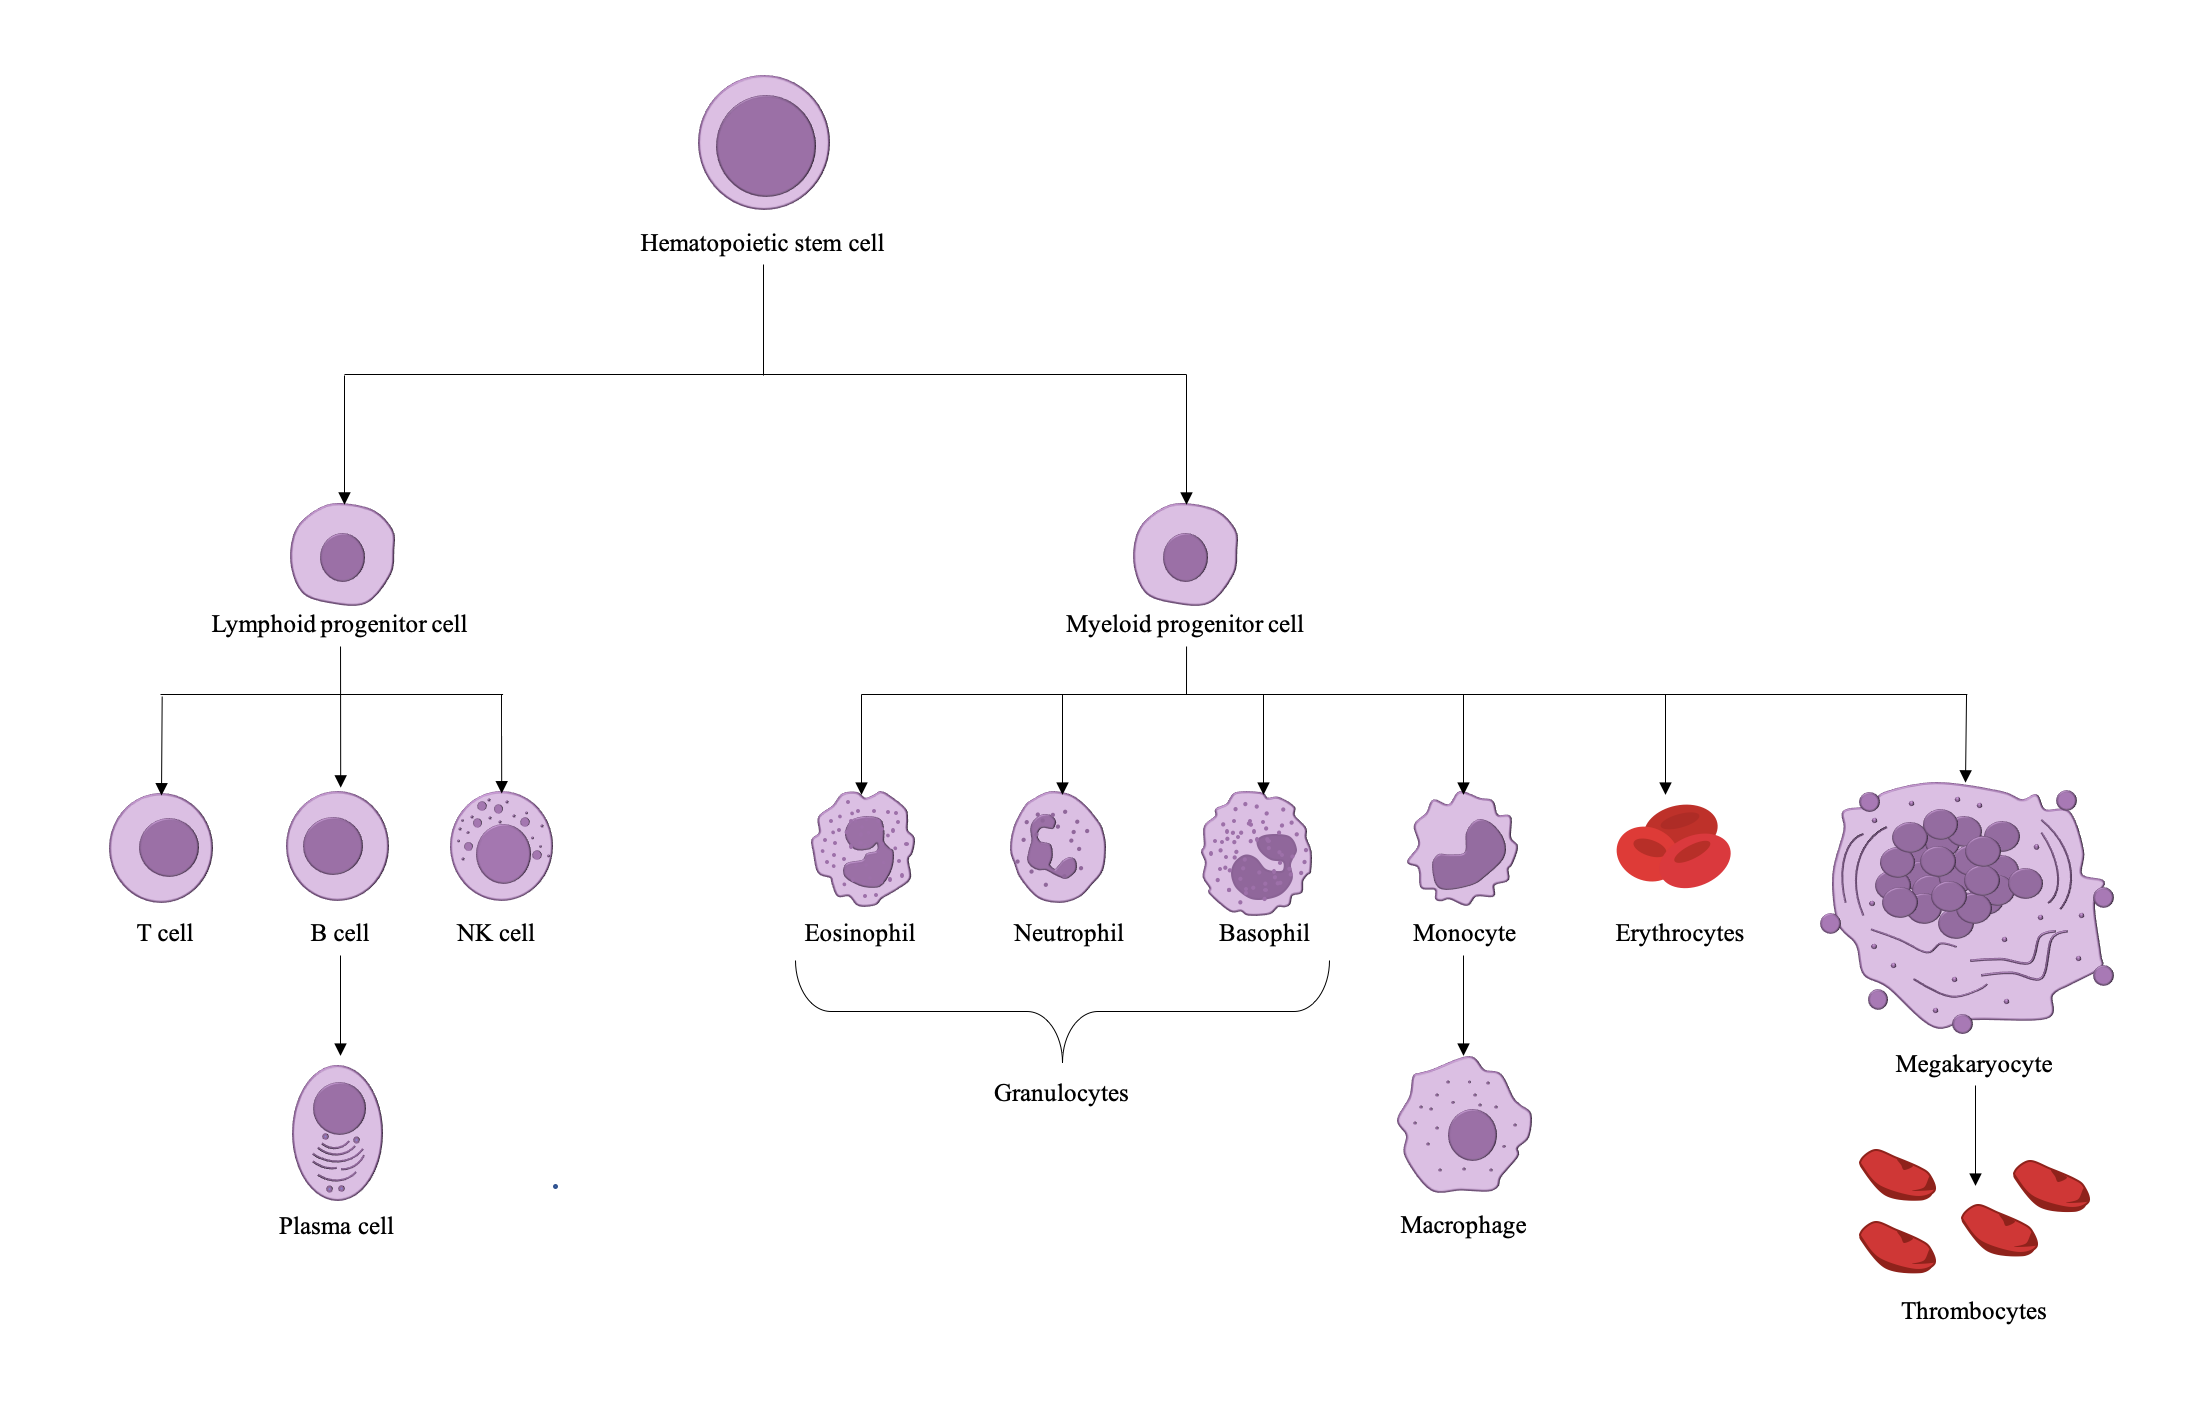 Hematopoietic stem cell
Lymphoid progenitor cell
Myeloid progenitor cell
T cell
B cell
NK cell
Eosinophil
Neutrophil
Basophil
Monocyte
Erythrocytes
Megakaryocyte
Granulocytes
Plasma cell
Macrophage
Thrombocytes